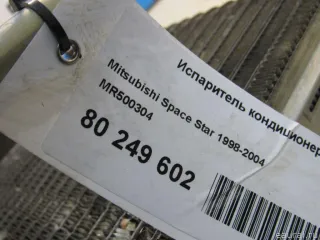 Испаритель кондиционер
Mitsubishi Space Star 1998-2004
MR500304
80 249 602